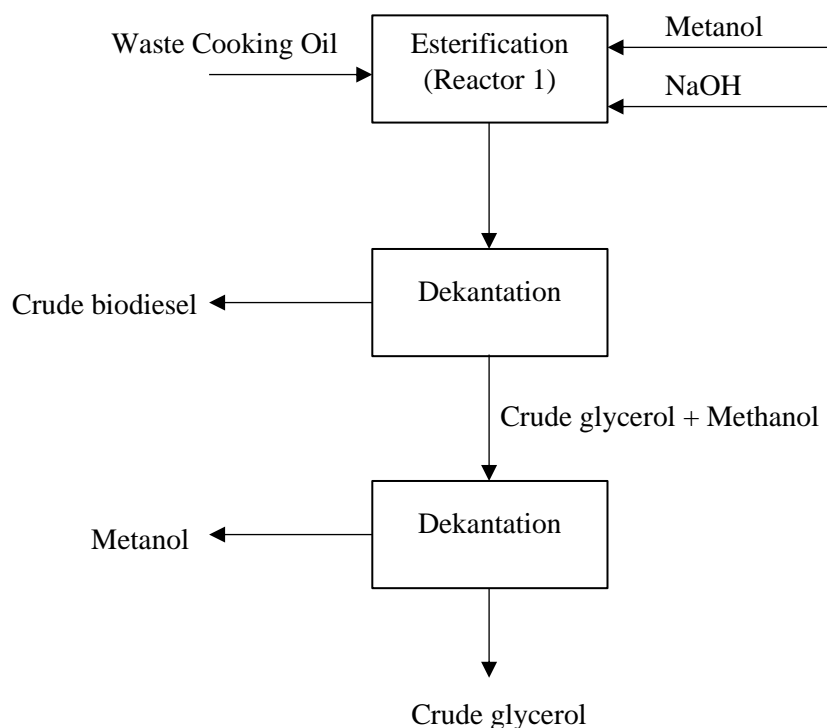 Waste Cooking Oil
Esterification
(Reactor 1)
Metanol
NaOH
Dekantation
Crude biodiesel
Crude glycerol + Methanol
Dekantation
Metanol
Crude glycerol